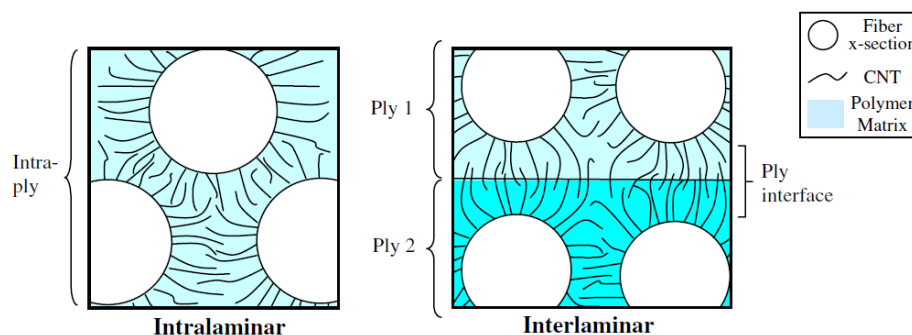 Intra-
ply
Intralaminar
Ply 1
Ply 2
Interlaminar
Ply
interface
Fiber
x-section
CNT
Polymer
Matrix